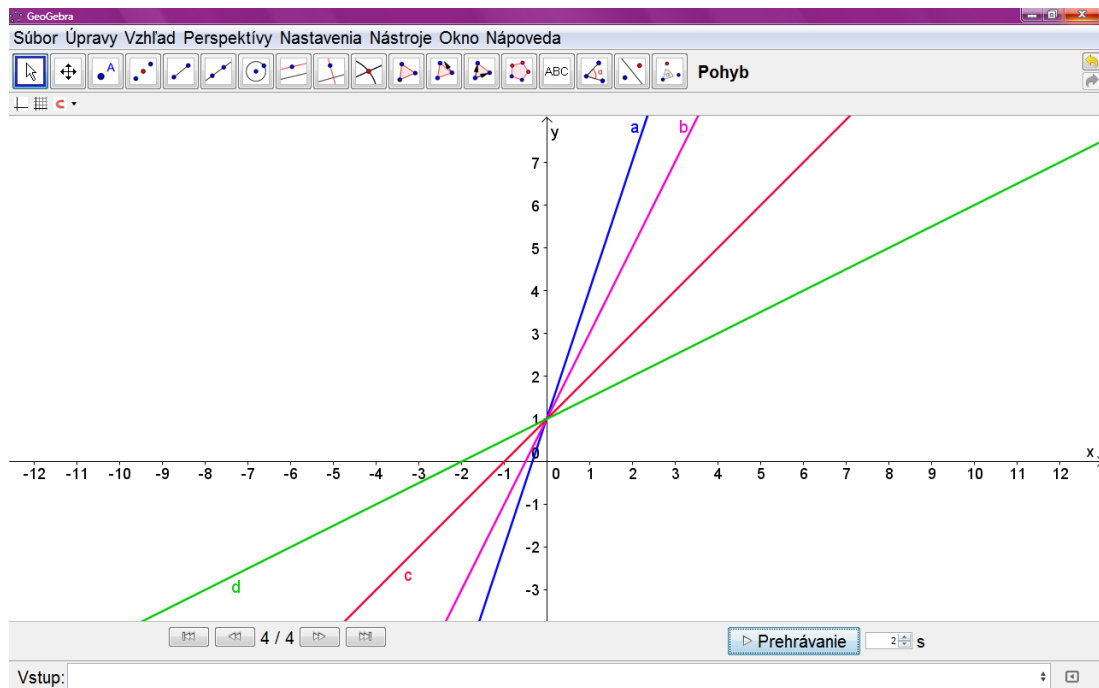 GeoGebra
Súbor Úpravy Vzhľad Perspektívy Nastavenia Nástroje Okno Nápoveda
A ABC α a Pohyb
y
a b
7
6
5
4
3
2
1
0 x
-12 -11 -10 -9 -8 -7 -6 -5 -4 -3 -2 -1 0 1 2 3 4 5 6 7 8 9 10 11 12
-1
-2
c
d
-3
4 / 4 Prehrávanie 2 s
Vstup: